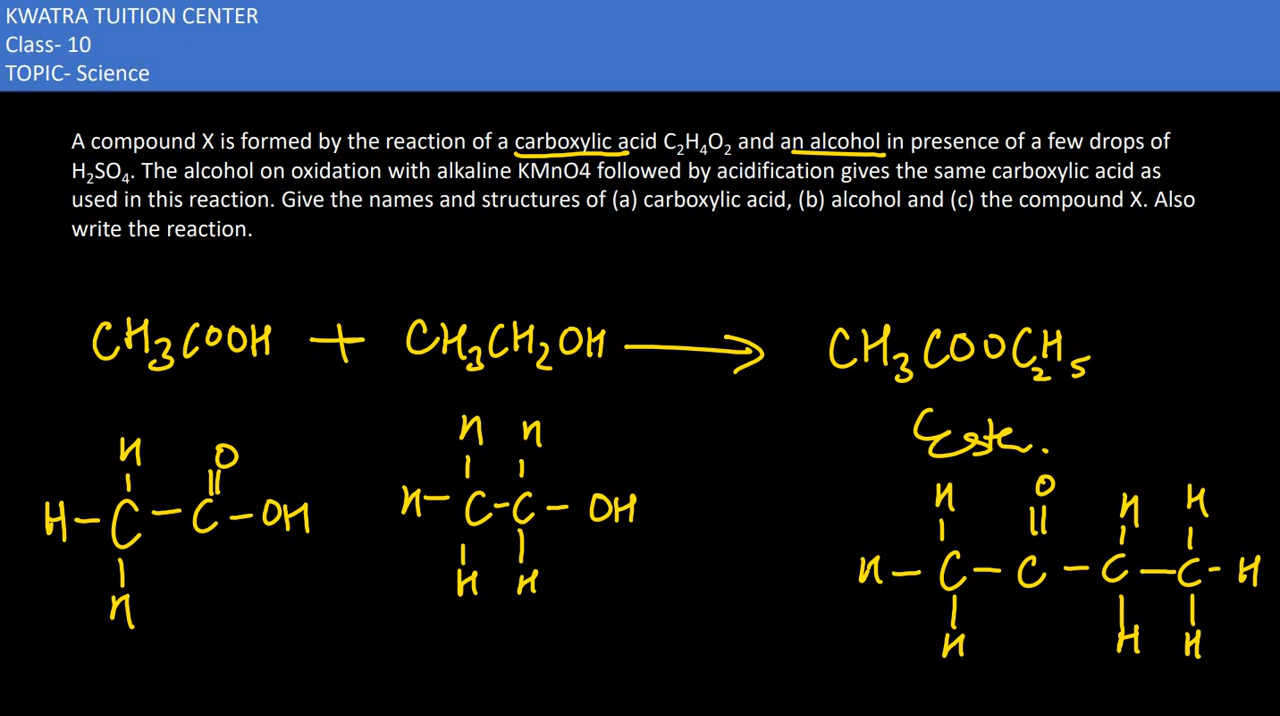 KWATRA TUITION CENTER
Class- 10
TOPIC- Science
A compound X is formed by the reaction of a carboxylic acid C₂H₄O₂ and an alcohol in presence of a few drops of
H₂SO₄. The alcohol on oxidation with alkaline KMnO4 followed by acidification gives the same carboxylic acid as
used in this reaction. Give the names and structures of (a) carboxylic acid, (b) alcohol and (c) the compound X. Also
write the reaction.
CH₃COOH + CH₃CH₂OH ⟶ CH₃COOC₂H₅
Ester.
H H H O H H H O
H – C – C – OH H – C – C – OH H – C – C – C – C – H
H H H H H H